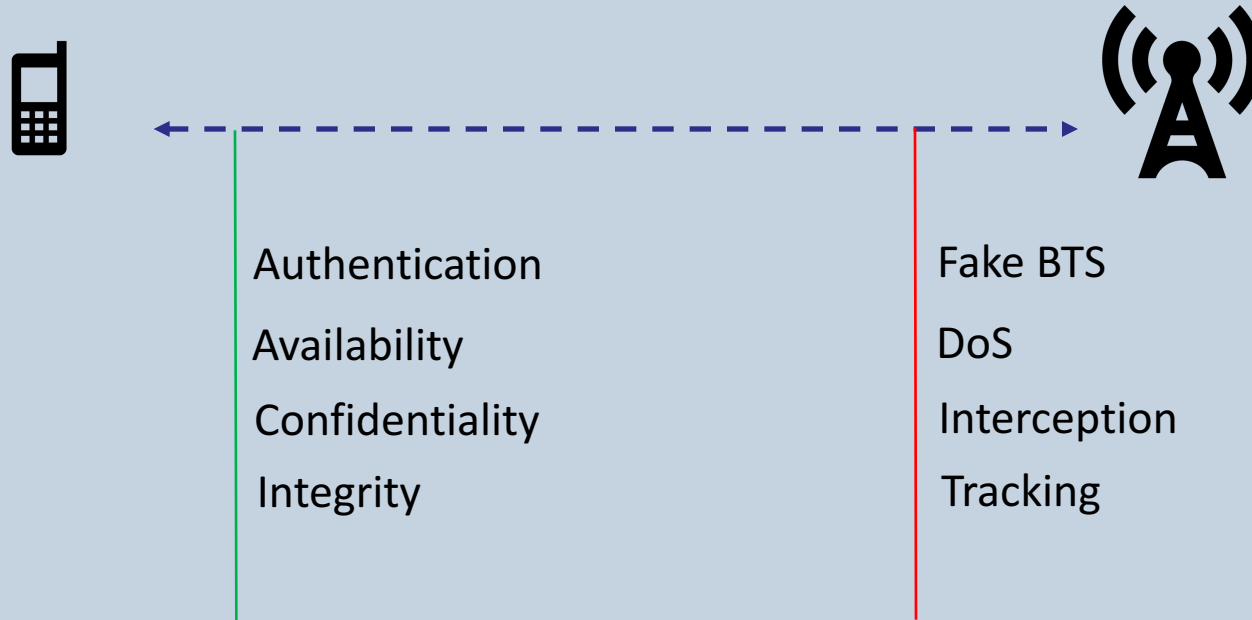 Authentication
Availability
Confidentiality
Integrity
Fake BTS
DoS
Interception
Tracking